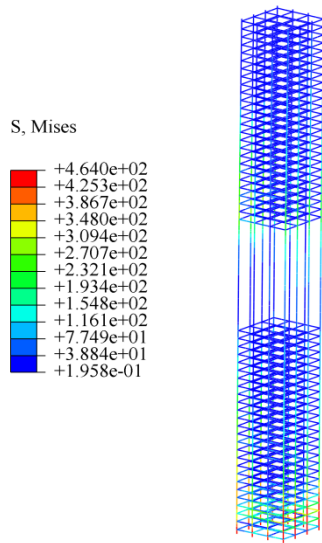 S, Mises
+4.640e+02
+4.253e+02
+3.867e+02
+3.480e+02
+3.094e+02
+2.707e+02
+2.321e+02
+1.934e+02
+1.548e+02
+1.161e+02
+7.749e+01
+3.884e+01
+1.958e-01